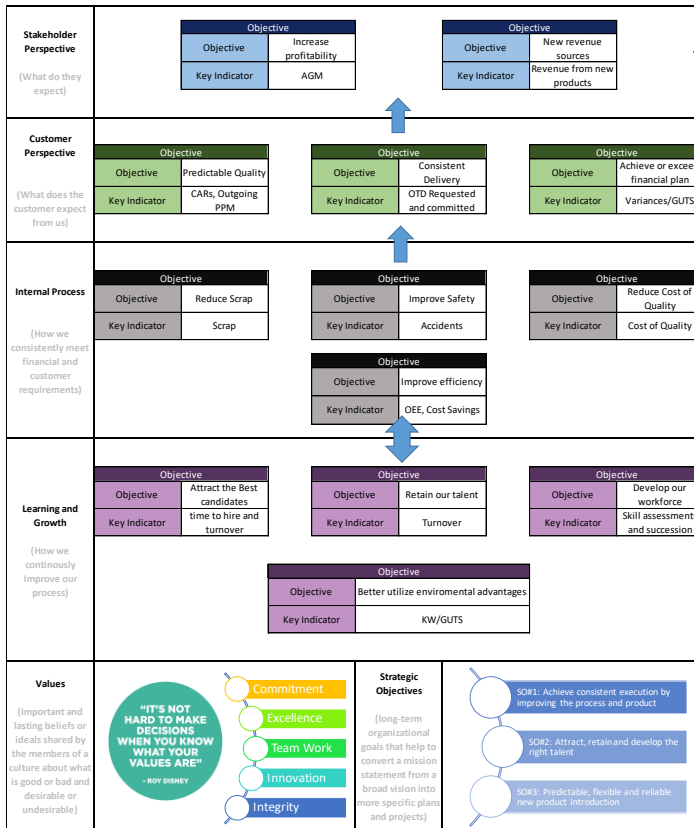 Stakeholder
Perspective
(What do they
expect)
Objective
Objective
Increase
profitability
Key Indicator
AGM
Objective
Objective
New revenue
sources
Key Indicator
Revenue from new
products
Customer
Perspective
(What does the
customer expect
from us)
Objective
Objective
Predictable Quality
Key Indicator
CARs, Outgoing
PPM
Objective
Objective
Consistent
Delivery
Key Indicator
OTD Requested
and committed
Objective
Objective
Achieve or excee
financial plan
Key Indicator
Variances/GUTS
Internal Process
(How we
consistently meet
financial and
customer
requirements)
Objective
Objective
Reduce Scrap
Key Indicator
Scrap
Objective
Objective
Improve Safety
Key Indicator
Accidents
Objective
Objective
Reduce Cost of
Quality
Key Indicator
Cost of Quality
Objective
Objective
Improve efficiency
Key Indicator
OEE, Cost Savings
Learning and
Growth
(How we
continously
Improve our
process)
Objective
Objective
Attract the Best
candidates
Key Indicator
time to hire and
turnover
Objective
Objective
Retain our talent
Key Indicator
Turnover
Objective
Objective
Develop our
workforce
Key Indicator
Skill assessments
and succession
Objective
Objective
Better utilize enviromental advantages
Key Indicator
KW/GUTS
Values
(Important and
lasting beliefs or
ideals shared by
the members of a
culture about what
is good or bad and
desirable or
undesirable)
"IT'S NOT
HARD TO MAKE
DECISIONS
WHEN YOU KNOW
WHAT YOUR
VALUES ARE"
- ROY DISNEY
Commitment
Excellence
Team Work
Innovation
Integrity
Strategic
Objectives
(long-term
organizational
goals that help to
convert a mission
statement from a
broad vision into
more specific plans
and projects)
SO#1: Achieve consistent execution by
improving the process and product
SO#2: Attract, retain and develop the
right talent
SO#3: Predictable, flexible and reliable
new product introduction